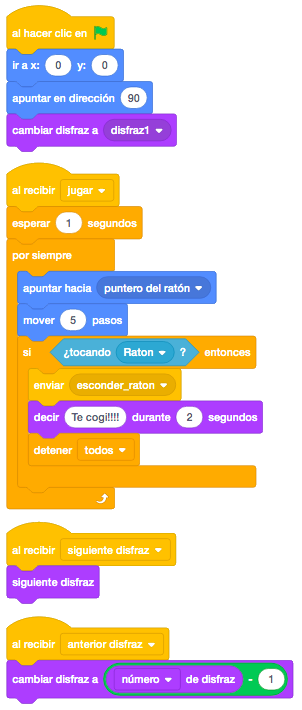 al hacer clic en
ir a x: 0 y: 0
apuntar en dirección 90
cambiar disfraz a disfraz1
al recibir jugar
esperar 1 segundos
por siempre
apuntar hacia puntero del ratón
mover 5 pasos
si ¿tocando Raton ? entonces
enviar esconder_raton
decir Te cogi!!!! durante 2 segundos
detener todos
al recibir siguiente disfraz
siguiente disfraz
al recibir anterior disfraz
cambiar disfraz a número de disfraz - 1